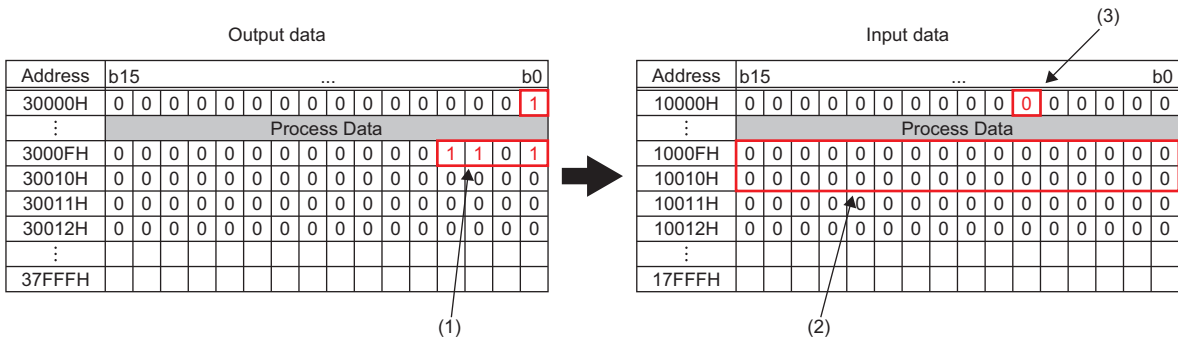 Output data
Address b15 ... b0
30000H 0 0 0 0 0 0 0 0 0 0 0 0 0 0 0 1
⋮ Process Data
3000FH 0 0 0 0 0 0 0 0 0 0 0 0 1 1 0 1
30010H 0 0 0 0 0 0 0 0 0 0 0 0 0 0 0 0
30011H 0 0 0 0 0 0 0 0 0 0 0 0 0 0 0 0
30012H 0 0 0 0 0 0 0 0 0 0 0 0 0 0 0 0
⋮
37FFFH
(1)
(3)
Input data
Address b15 ... b0
10000H 0 0 0 0 0 0 0 0 0 0 0 0 0 0 0 0
⋮ Process Data
1000FH 0 0 0 0 0 0 0 0 0 0 0 0 0 0 0 0
10010H 0 0 0 0 0 0 0 0 0 0 0 0 0 0 0 0
10011H 0 0 0 0 0 0 0 0 0 0 0 0 0 0 0 0
10012H 0 0 0 0 0 0 0 0 0 0 0 0 0 0 0 0
⋮
17FFFH
(2)